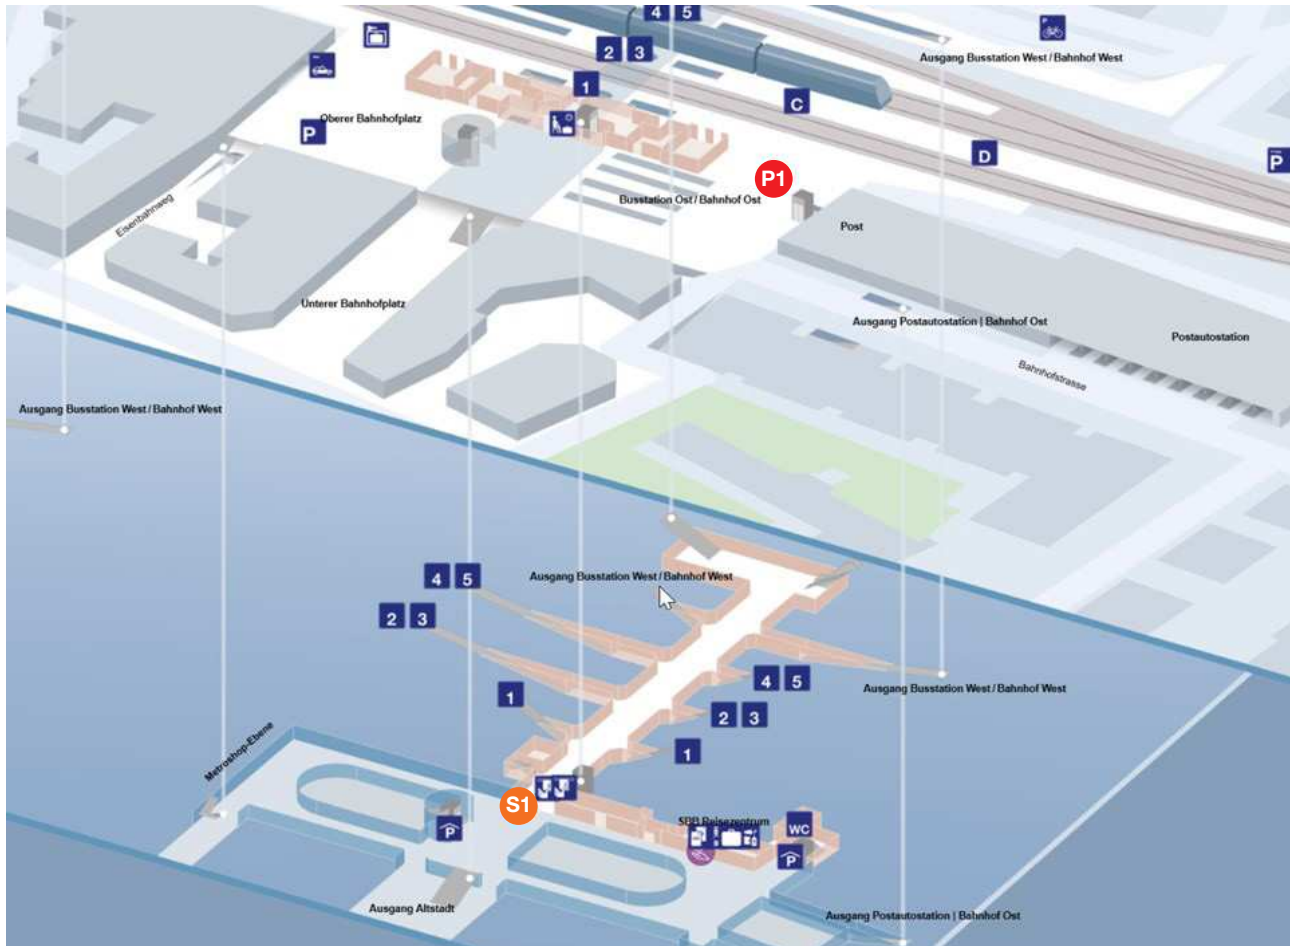 4 5
2 3
Ausgang Busstation West / Bahnhof West
P
1
C
Oberer Bahnhofplatz
P
D
P
P1
Busstation Ost / Bahnhof Ost
Eisenbahnweg
Post
Unterer Bahnhofplatz
Ausgang Postautostation | Bahnhof Ost
Postautostation
Bahnhofstrasse
Ausgang Busstation West / Bahnhof West
Ausgang Busstation West / Bahnhof West
4 5
2 3
4 5
Ausgang Busstation West / Bahnhof West
1
2 3
Metroshop-Ebene
1
S1
SBB Reisezentrum
WC
P
P
Ausgang Altstadt
Ausgang Postautostation | Bahnhof Ost